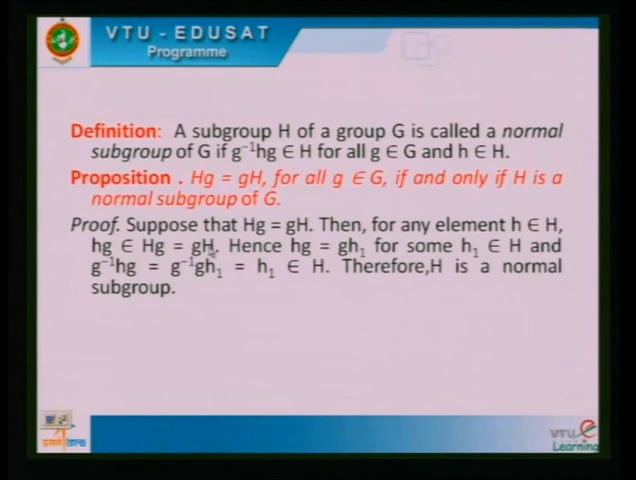 VTU - EDUSAT
Programme
Definition: A subgroup H of a group G is called a normal
subgroup of G if g⁻¹hg ∈ H for all g ∈ G and h ∈ H.
Proposition . Hg = gH, for all g ∈ G, if and only if H is a
normal subgroup of G.
Proof. Suppose that Hg = gH. Then, for any element h ∈ H,
hg ∈ Hg = gH. Hence hg = gh₁ for some h₁ ∈ H and
g⁻¹hg = g⁻¹gh₁ = h₁ ∈ H. Therefore,H is a normal
subgroup.
VTU e
Learning